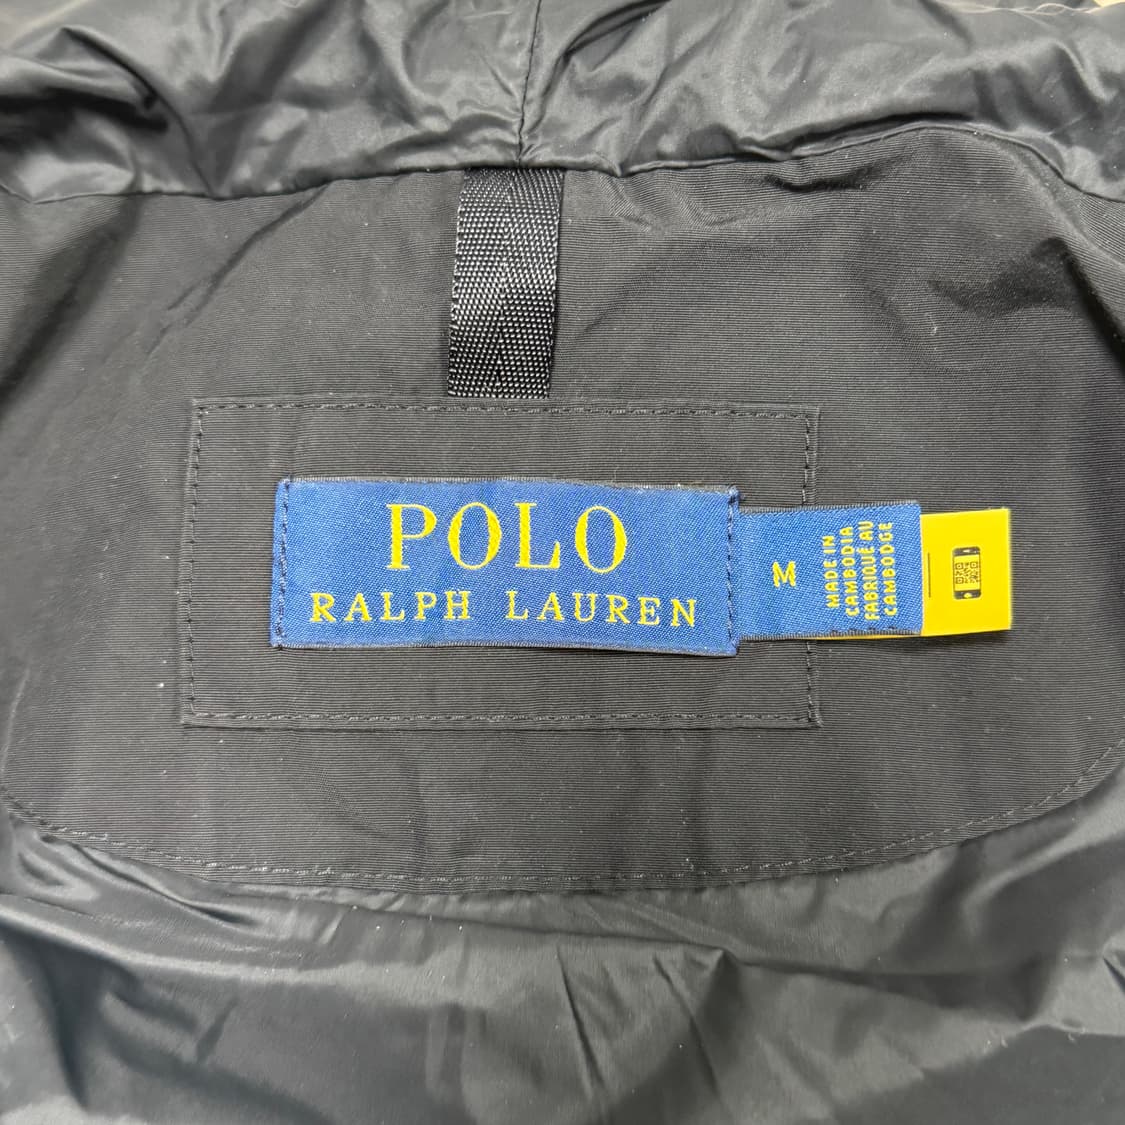 POLO
RALPH LAUREN
M
MADE IN
CAMBODIA
FABRIQUÉ AU
CAMBODGE